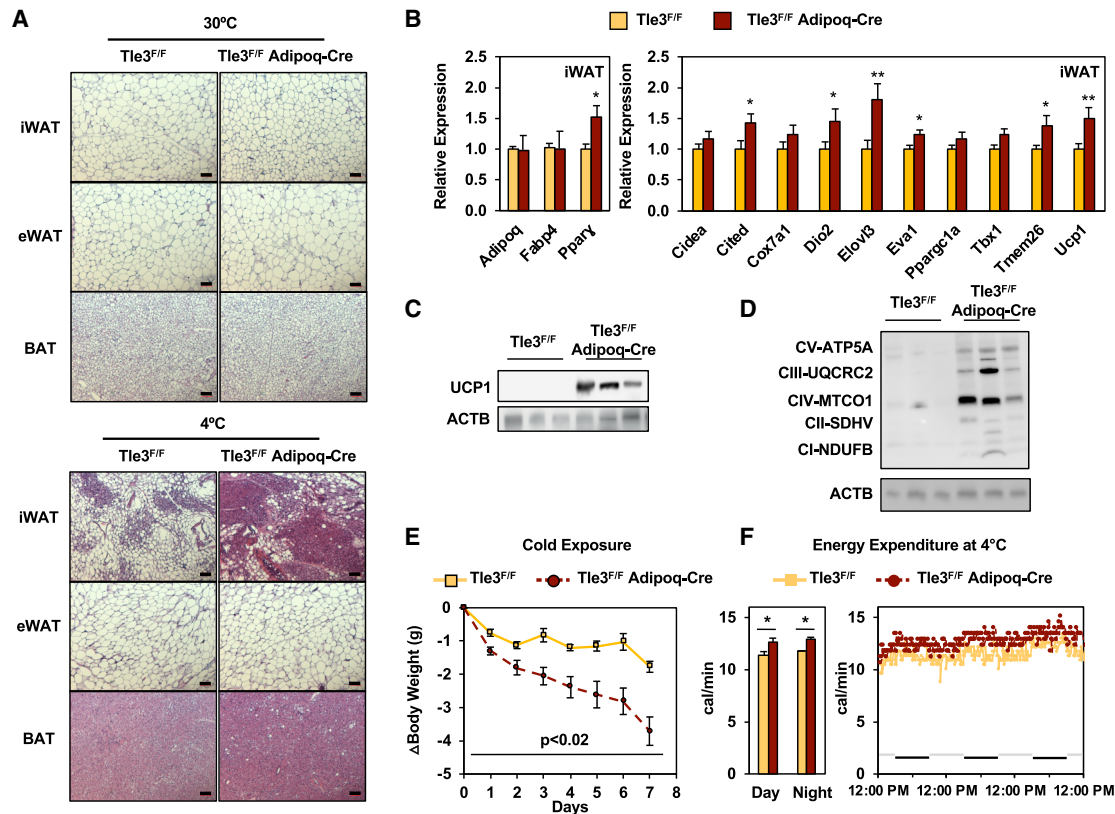 A
30ºC
Tle3F/F
Tle3F/F Adipoq-Cre
iWAT
eWAT
BAT
4ºC
Tle3F/F
Tle3F/F Adipoq-Cre
iWAT
eWAT
BAT
B
Tle3F/F
Tle3F/F Adipoq-Cre
Relative Expression
2.5
2.0
1.5
1.0
0.5
0.0
iWAT
*
Adipoq
Fabp4
Pparγ
Relative Expression
2.5
2.0
1.5
1.0
0.5
0.0
iWAT
*
*
**
*
*
**
Cidea
Cited
Cox7a1
Dio2
Elovl3
Eva1
Ppargc1a
Tbx1
Tmem26
Ucp1
C
Tle3F/F
Tle3F/F
Adipoq-Cre
UCP1
ACTB
D
Tle3F/F
Tle3F/F
Adipoq-Cre
CV-ATP5A
CIII-UQCRC2
CIV-MTCO1
CII-SDHV
CI-NDUFB
ACTB
E
Cold Exposure
Tle3F/F
Tle3F/F Adipoq-Cre
ΔBody Weight (g)
0
-1
-2
-3
-4
-5
p<0.02
0 1 2 3 4 5 6 7 8
Days
F
Energy Expenditure at 4°C
Tle3F/F
Tle3F/F Adipoq-Cre
cal/min
15
10
5
0
*
*
Day
Night
cal/min
15
10
5
0
12:00 PM 12:00 PM 12:00 PM 12:00 PM